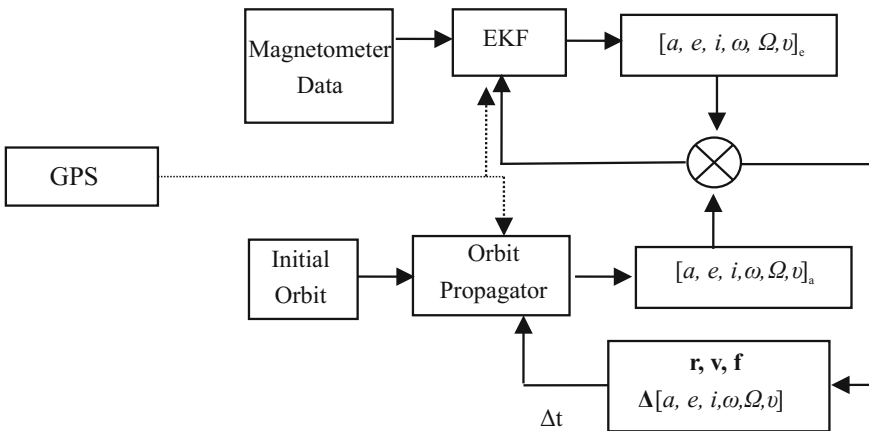 Magnetometer
Data
EKF
[a, e, i, ω, Ω,υ]e
GPS
Initial
Orbit
Orbit
Propagator
[a, e, i,ω,Ω,υ]a
r, v, f
Δ[a, e, i,ω,Ω,υ]
Δt